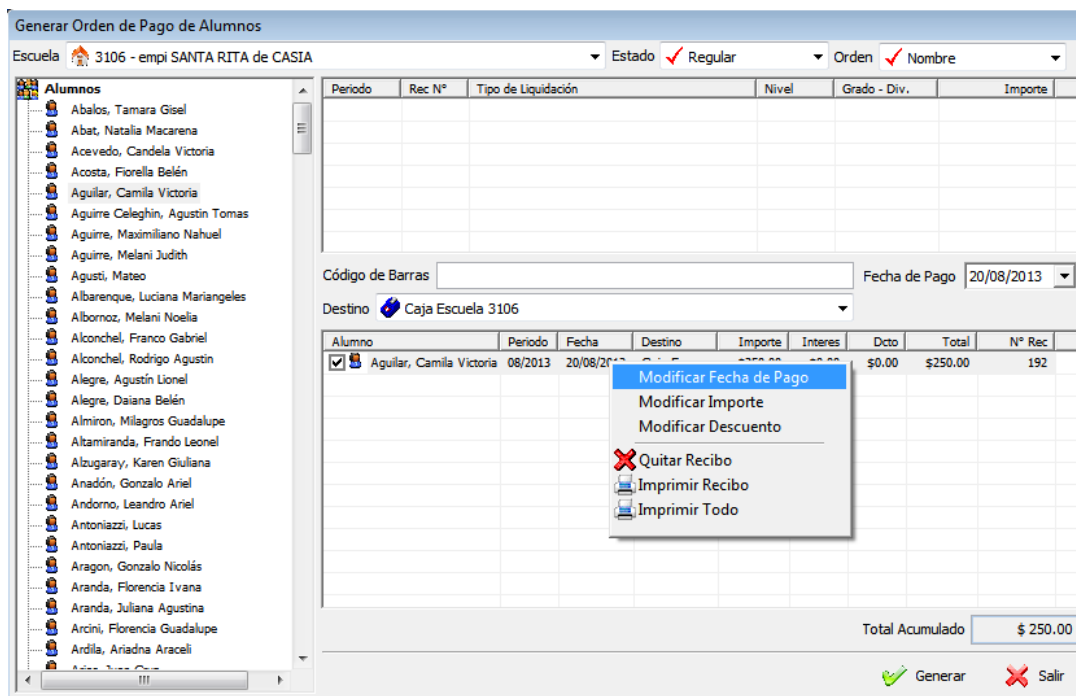 Generar Orden de Pago de Alumnos
Escuela 3106 - empi SANTA RITA de CASIA Estado Regular Orden Nombre
Alumnos
Abalos, Tamara Gisel
Abat, Natalia Macarena
Acevedo, Candela Victoria
Acosta, Fiorella Belén
Aguilar, Camila Victoria
Aguirre Celeghin, Agustin Tomas
Aguirre, Maximiliano Nahuel
Aguirre, Melani Judith
Agusti, Mateo
Albarenque, Luciana Mariangeles
Albornoz, Melani Noelia
Alconchel, Franco Gabriel
Alconchel, Rodrigo Agustin
Alegre, Agustín Lionel
Alegre, Daiana Belén
Almiron, Milagros Guadalupe
Altamiranda, Frando Leonel
Alzugaray, Karen Giuliana
Anadón, Gonzalo Ariel
Andorno, Leandro Ariel
Antoniazzi, Lucas
Antoniazzi, Paula
Aragon, Gonzalo Nicolás
Aranda, Florencia Ivana
Aranda, Juliana Agustina
Arcini, Florencia Guadalupe
Ardila, Ariadna Araceli
Periodo Rec N° Tipo de Liquidación Nivel Grado - Div. Importe
Código de Barras Fecha de Pago 20/08/2013
Destino Caja Escuela 3106
Alumno Periodo Fecha Destino Importe Interes Dcto Total N° Rec
Aguilar, Camila Victoria 08/2013 $0.00 $250.00 192
Modificar Fecha de Pago
Modificar Importe
Modificar Descuento
Quitar Recibo
Imprimir Recibo
Imprimir Todo
Total Acumulado $ 250.00
Generar Salir